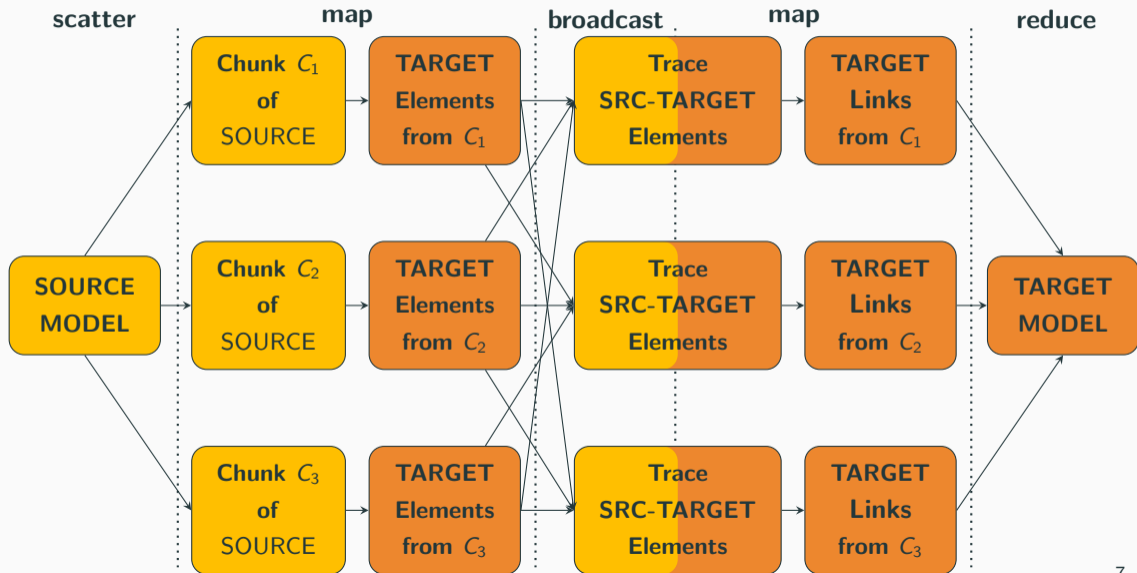 scatter
map
broadcast
map
reduce
Chunk C₁
of
SOURCE
TARGET
Elements
from C₁
Trace
SRC-TARGET
Elements
TARGET
Links
from C₁
SOURCE
MODEL
Chunk C₂
of
SOURCE
TARGET
Elements
from C₂
Trace
SRC-TARGET
Elements
TARGET
Links
from C₂
TARGET
MODEL
Chunk C₃
of
SOURCE
TARGET
Elements
from C₃
Trace
SRC-TARGET
Elements
TARGET
Links
from C₃
7